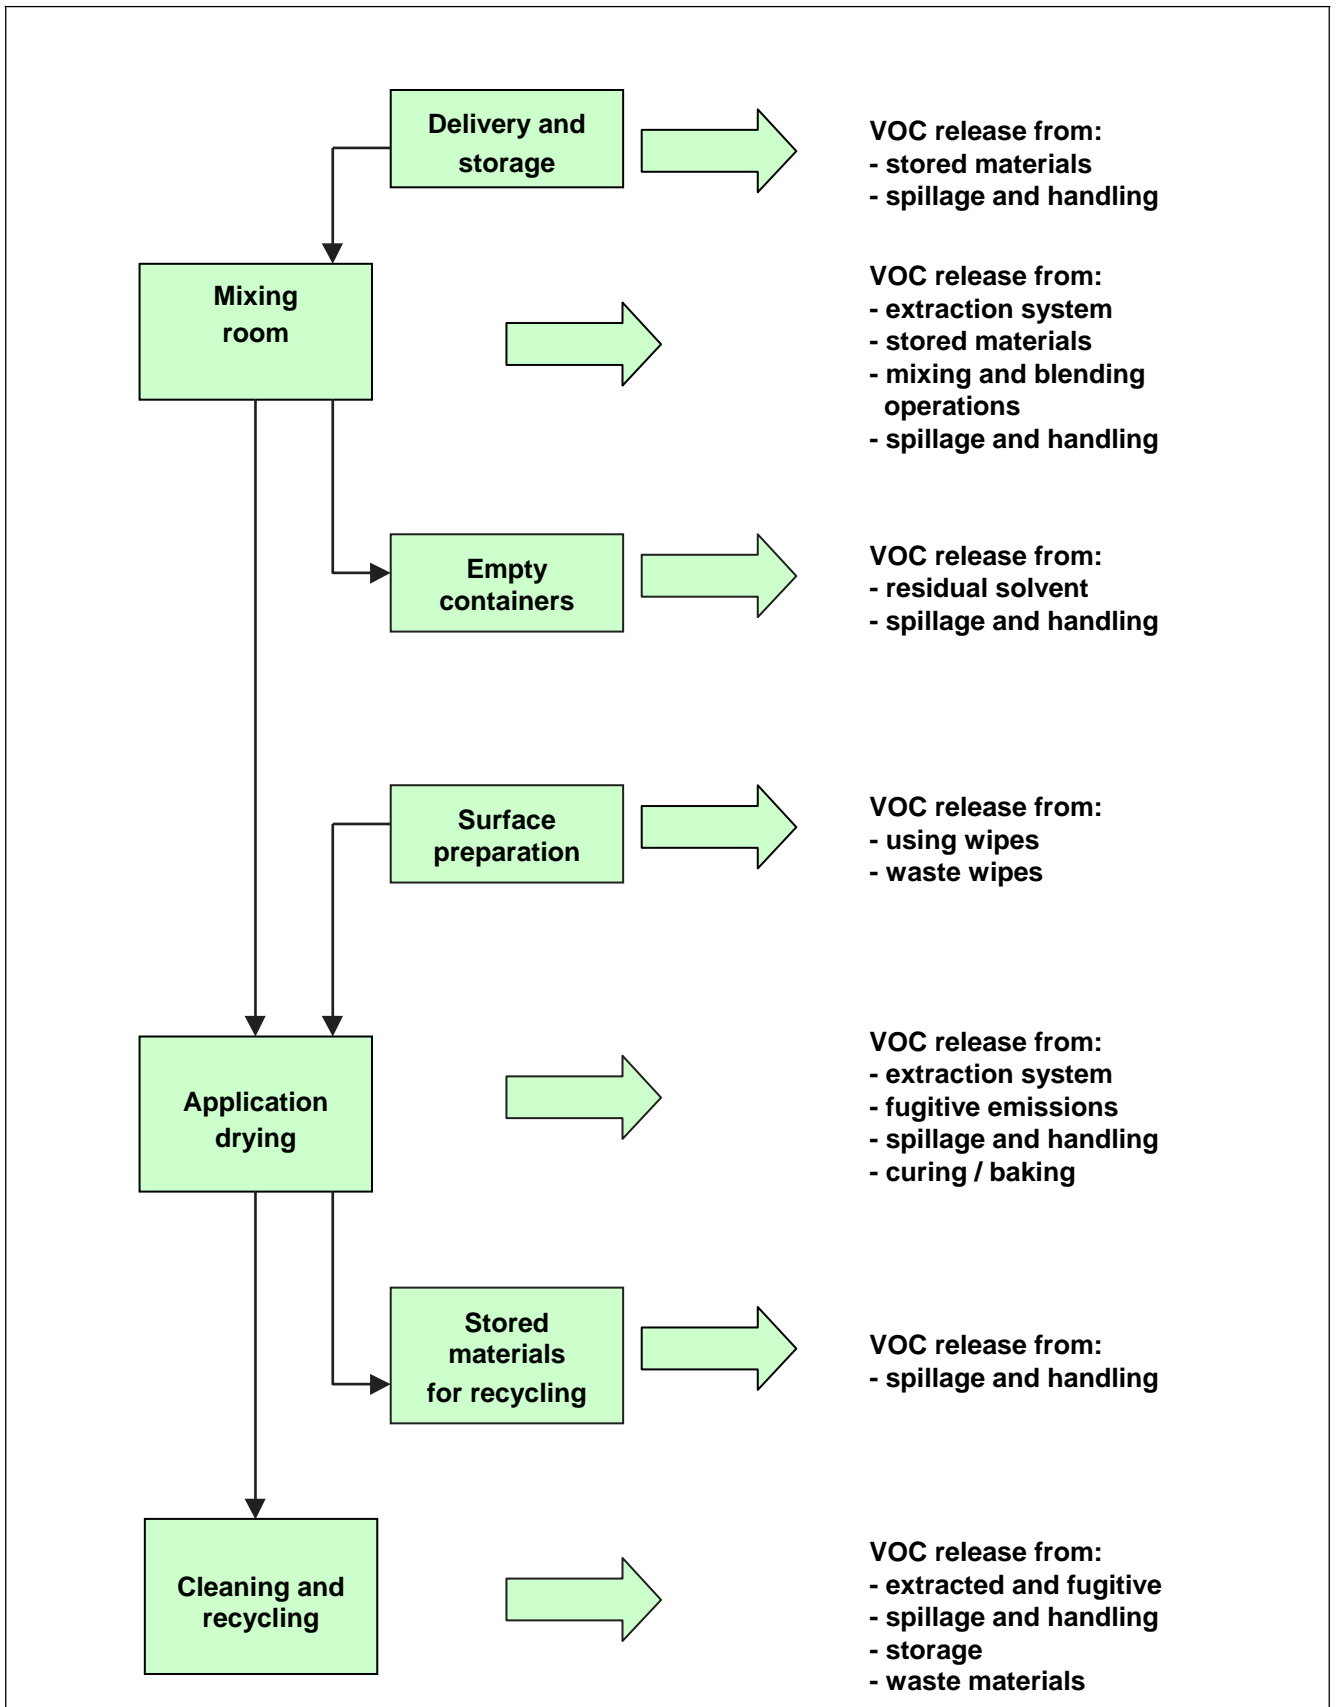 Delivery and
storage
VOC release from:
- stored materials
- spillage and handling
Mixing
room
VOC release from:
- extraction system
- stored materials
- mixing and blending
operations
- spillage and handling
Empty
containers
VOC release from:
- residual solvent
- spillage and handling
Surface
preparation
VOC release from:
- using wipes
- waste wipes
Application
drying
VOC release from:
- extraction system
- fugitive emissions
- spillage and handling
- curing / baking
Stored
materials
for recycling
VOC release from:
- spillage and handling
Cleaning and
recycling
VOC release from:
- extracted and fugitive
- spillage and handling
- storage
- waste materials